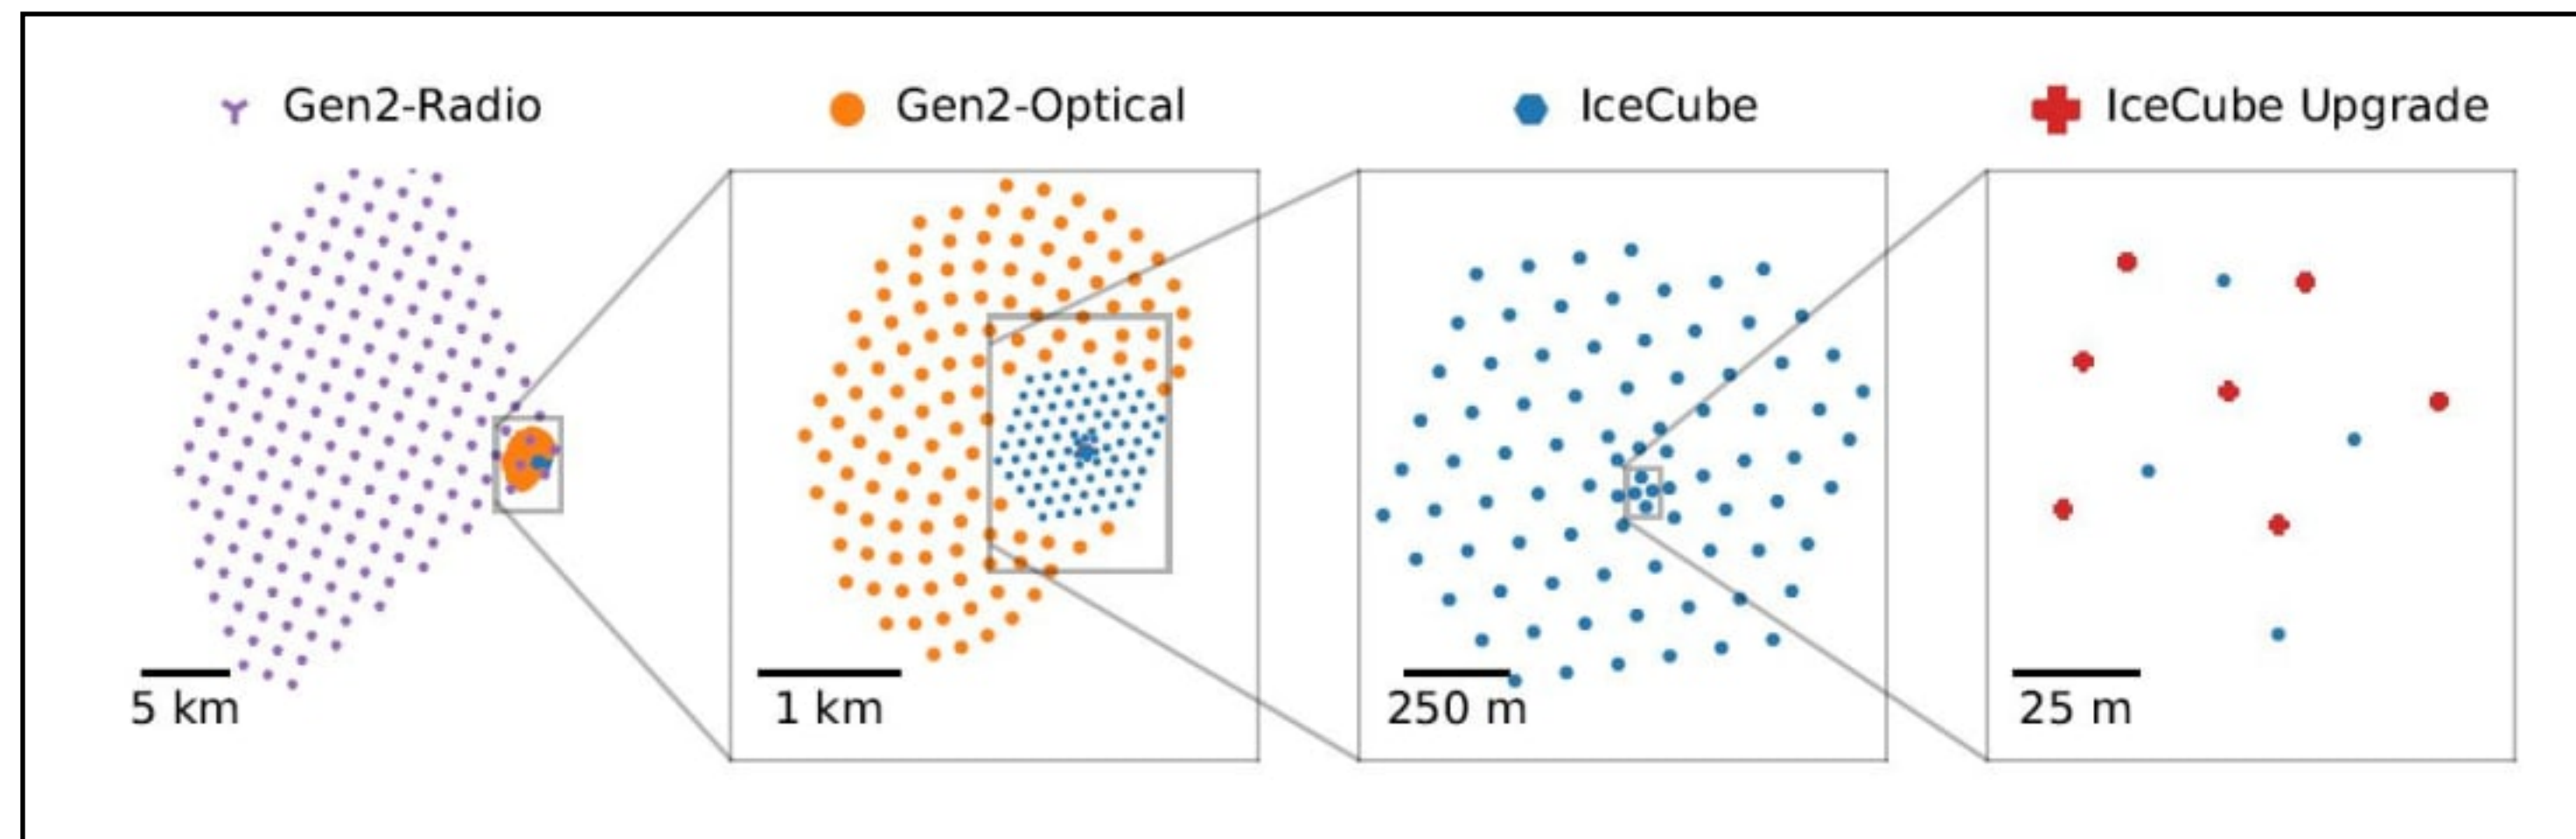 Gen2-Radio
Gen2-Optical
IceCube
IceCube Upgrade
5 km
1 km
250 m
25 m